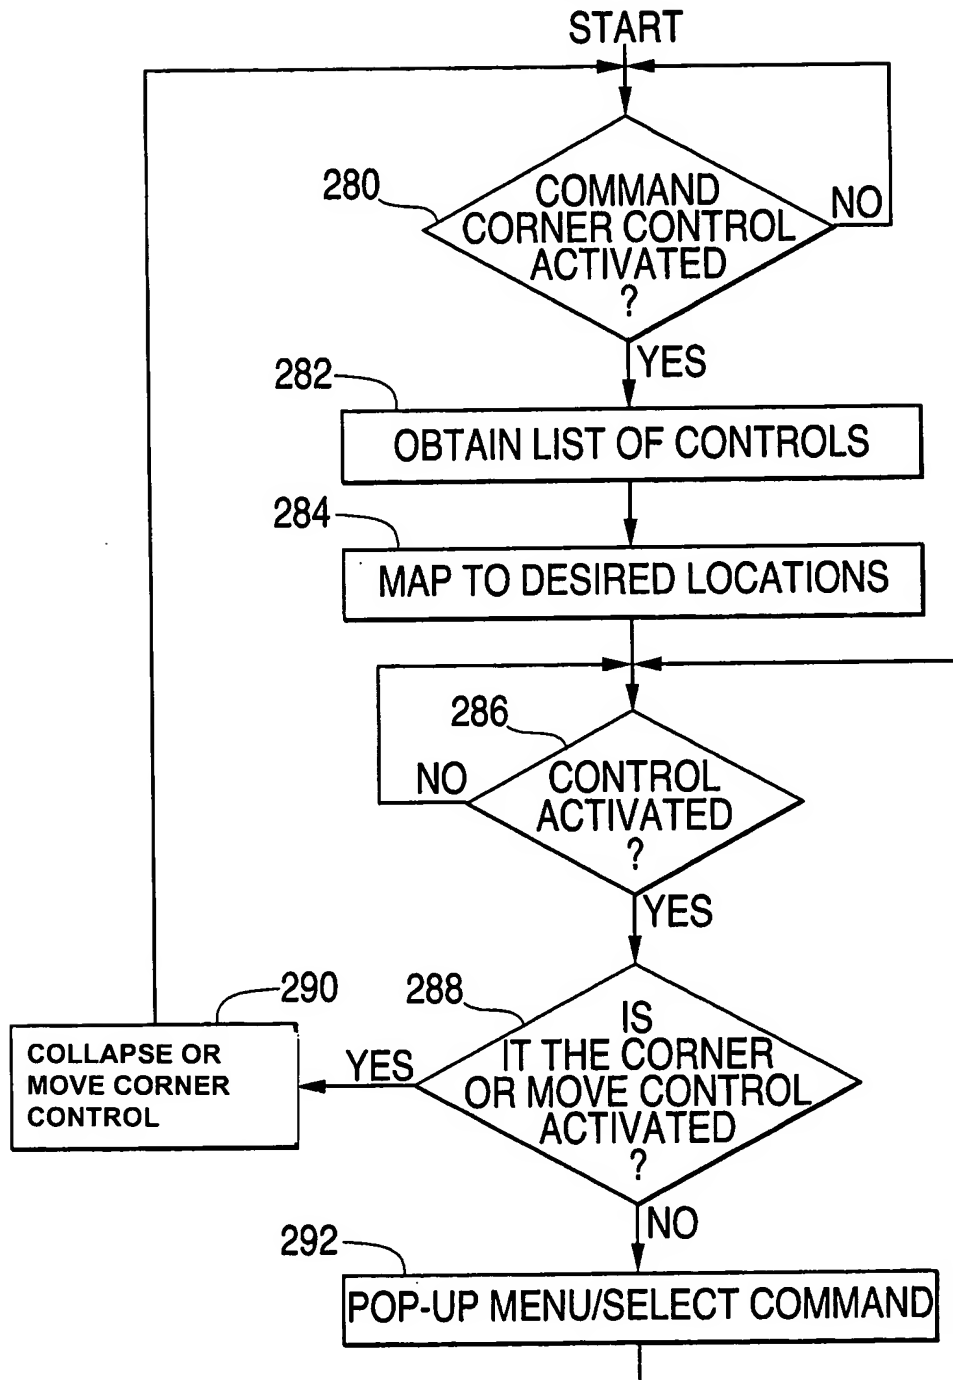 START
280
COMMAND
CORNER CONTROL
ACTIVATED
?
NO
YES
282
OBTAIN LIST OF CONTROLS
284
MAP TO DESIRED LOCATIONS
286
CONTROL
ACTIVATED
?
NO
YES
288
IS
IT THE CORNER
OR MOVE CONTROL
ACTIVATED
?
YES
290
COLLAPSE OR
MOVE CORNER
CONTROL
NO
292
POP-UP MENU/SELECT COMMAND